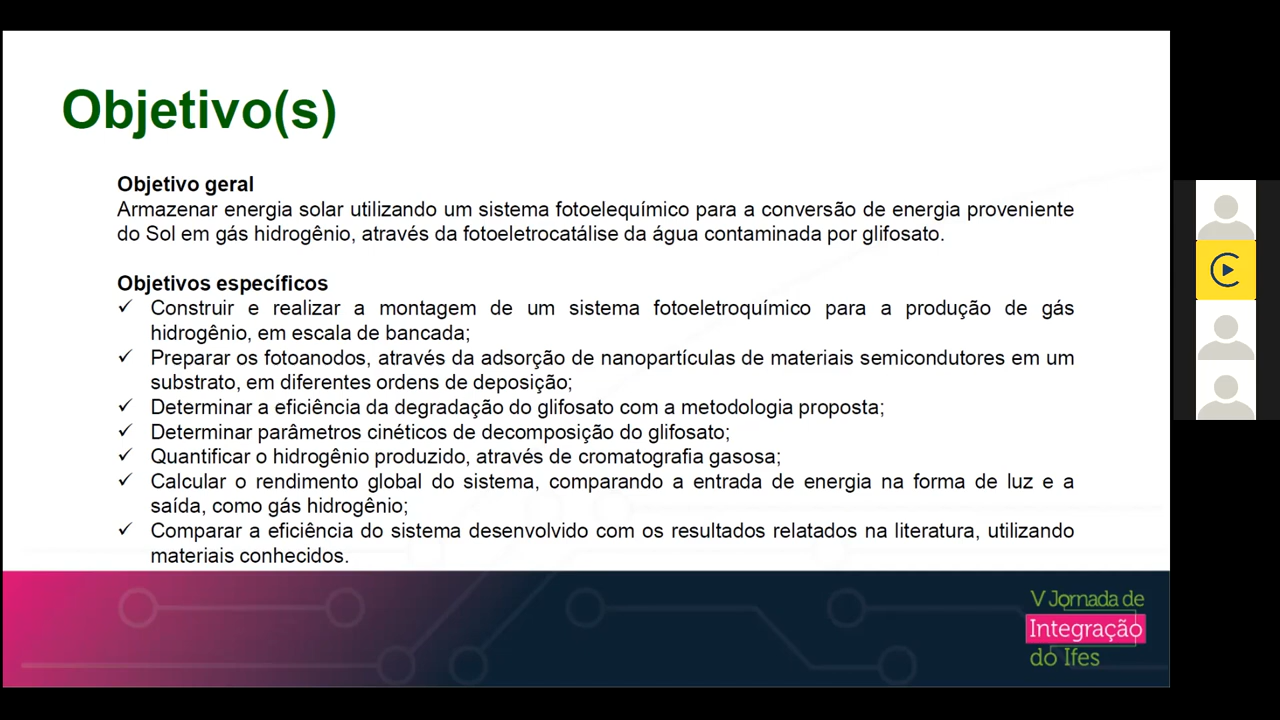 Objetivo(s)
Objetivo geral
Armazenar energia solar utilizando um sistema fotoelequímico para a conversão de energia proveniente
do Sol em gás hidrogênio, através da fotoeletrocatálise da água contaminada por glifosato.
Objetivos específicos
✓ Construir e realizar a montagem de um sistema fotoeletroquímico para a produção de gás
hidrogênio, em escala de bancada;
✓ Preparar os fotoanodos, através da adsorção de nanopartículas de materiais semicondutores em um
substrato, em diferentes ordens de deposição;
✓ Determinar a eficiência da degradação do glifosato com a metodologia proposta;
✓ Determinar parâmetros cinéticos de decomposição do glifosato;
✓ Quantificar o hidrogênio produzido, através de cromatografia gasosa;
✓ Calcular o rendimento global do sistema, comparando a entrada de energia na forma de luz e a
saída, como gás hidrogênio;
✓ Comparar a eficiência do sistema desenvolvido com os resultados relatados na literatura, utilizando
materiais conhecidos.
V Jornada de
Integração
do Ifes